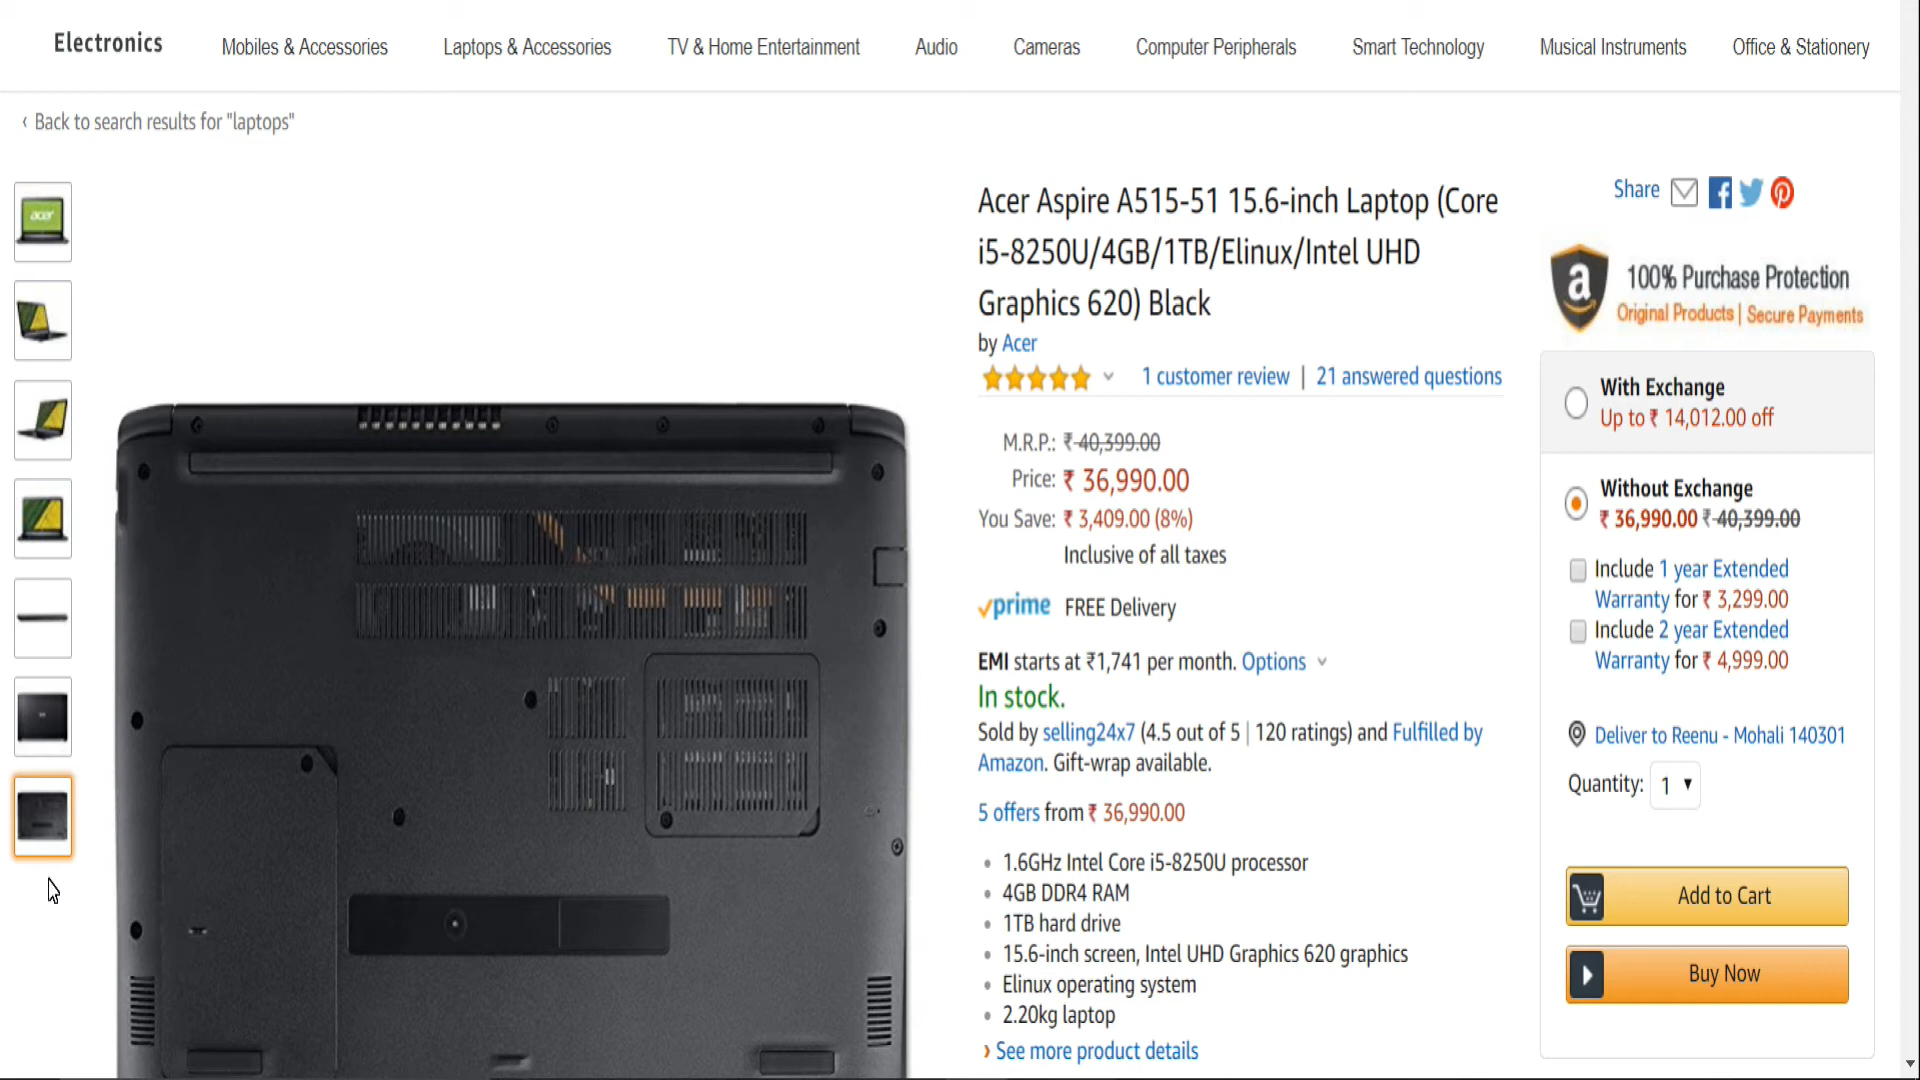 Electronics
Mobiles & Accessories
Laptops & Accessories
TV & Home Entertainment
Audio
Cameras
Computer Peripherals
Smart Technology
Musical Instruments
Office & Stationery
‹ Back to search results for "laptops"
acer
Acer Aspire A515-51 15.6-inch Laptop (Core
i5-8250U/4GB/1TB/Elinux/Intel UHD
Graphics 620) Black
by Acer
1 customer review | 21 answered questions
M.R.P.: ₹ 40,399.00
Price: ₹ 36,990.00
You Save: ₹ 3,409.00 (8%)
Inclusive of all taxes
prime FREE Delivery
EMI starts at ₹1,741 per month. Options
In stock.
Sold by selling24x7 (4.5 out of 5 | 120 ratings) and Fulfilled by
Amazon. Gift-wrap available.
5 offers from ₹ 36,990.00
• 1.6GHz Intel Core i5-8250U processor
• 4GB DDR4 RAM
• 1TB hard drive
• 15.6-inch screen, Intel UHD Graphics 620 graphics
• Elinux operating system
• 2.20kg laptop
› See more product details
Share
a
100% Purchase Protection
Original Products | Secure Payments
With Exchange
Up to ₹ 14,012.00 off
Without Exchange
₹ 36,990.00 ₹ 40,399.00
Include 1 year Extended
Warranty for ₹ 3,299.00
Include 2 year Extended
Warranty for ₹ 4,999.00
Deliver to Reenu - Mohali 140301
Quantity: 1
Add to Cart
Buy Now